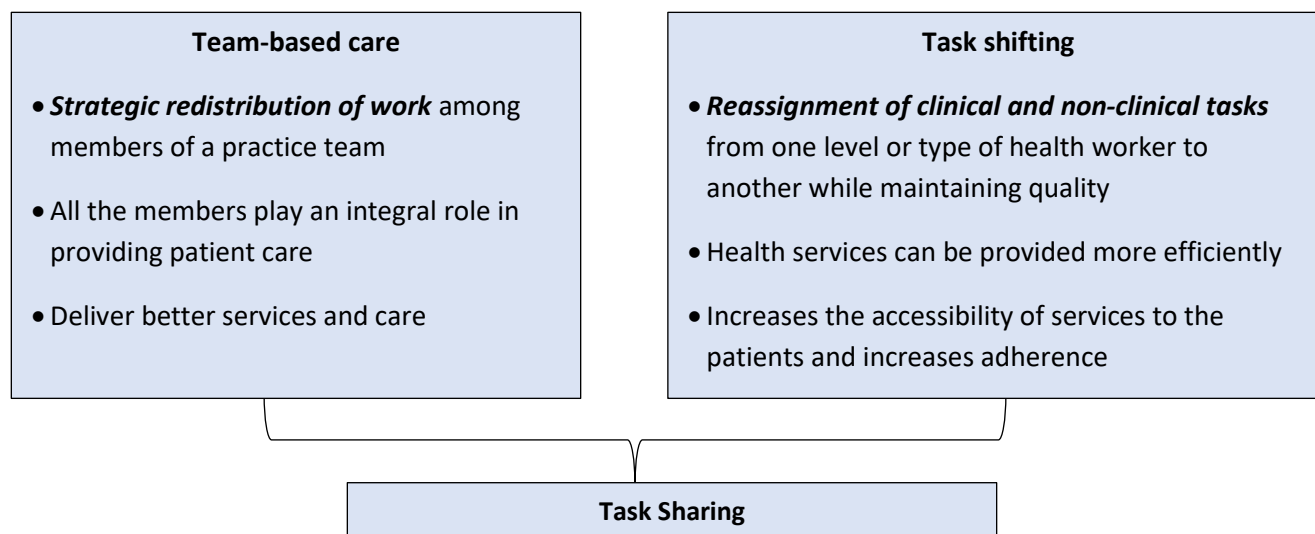 Team-based care
• Strategic redistribution of work among
members of a practice team
• All the members play an integral role in
providing patient care
• Deliver better services and care
Task shifting
• Reassignment of clinical and non-clinical tasks
from one level or type of health worker to
another while maintaining quality
• Health services can be provided more efficiently
• Increases the accessibility of services to the
patients and increases adherence
Task Sharing